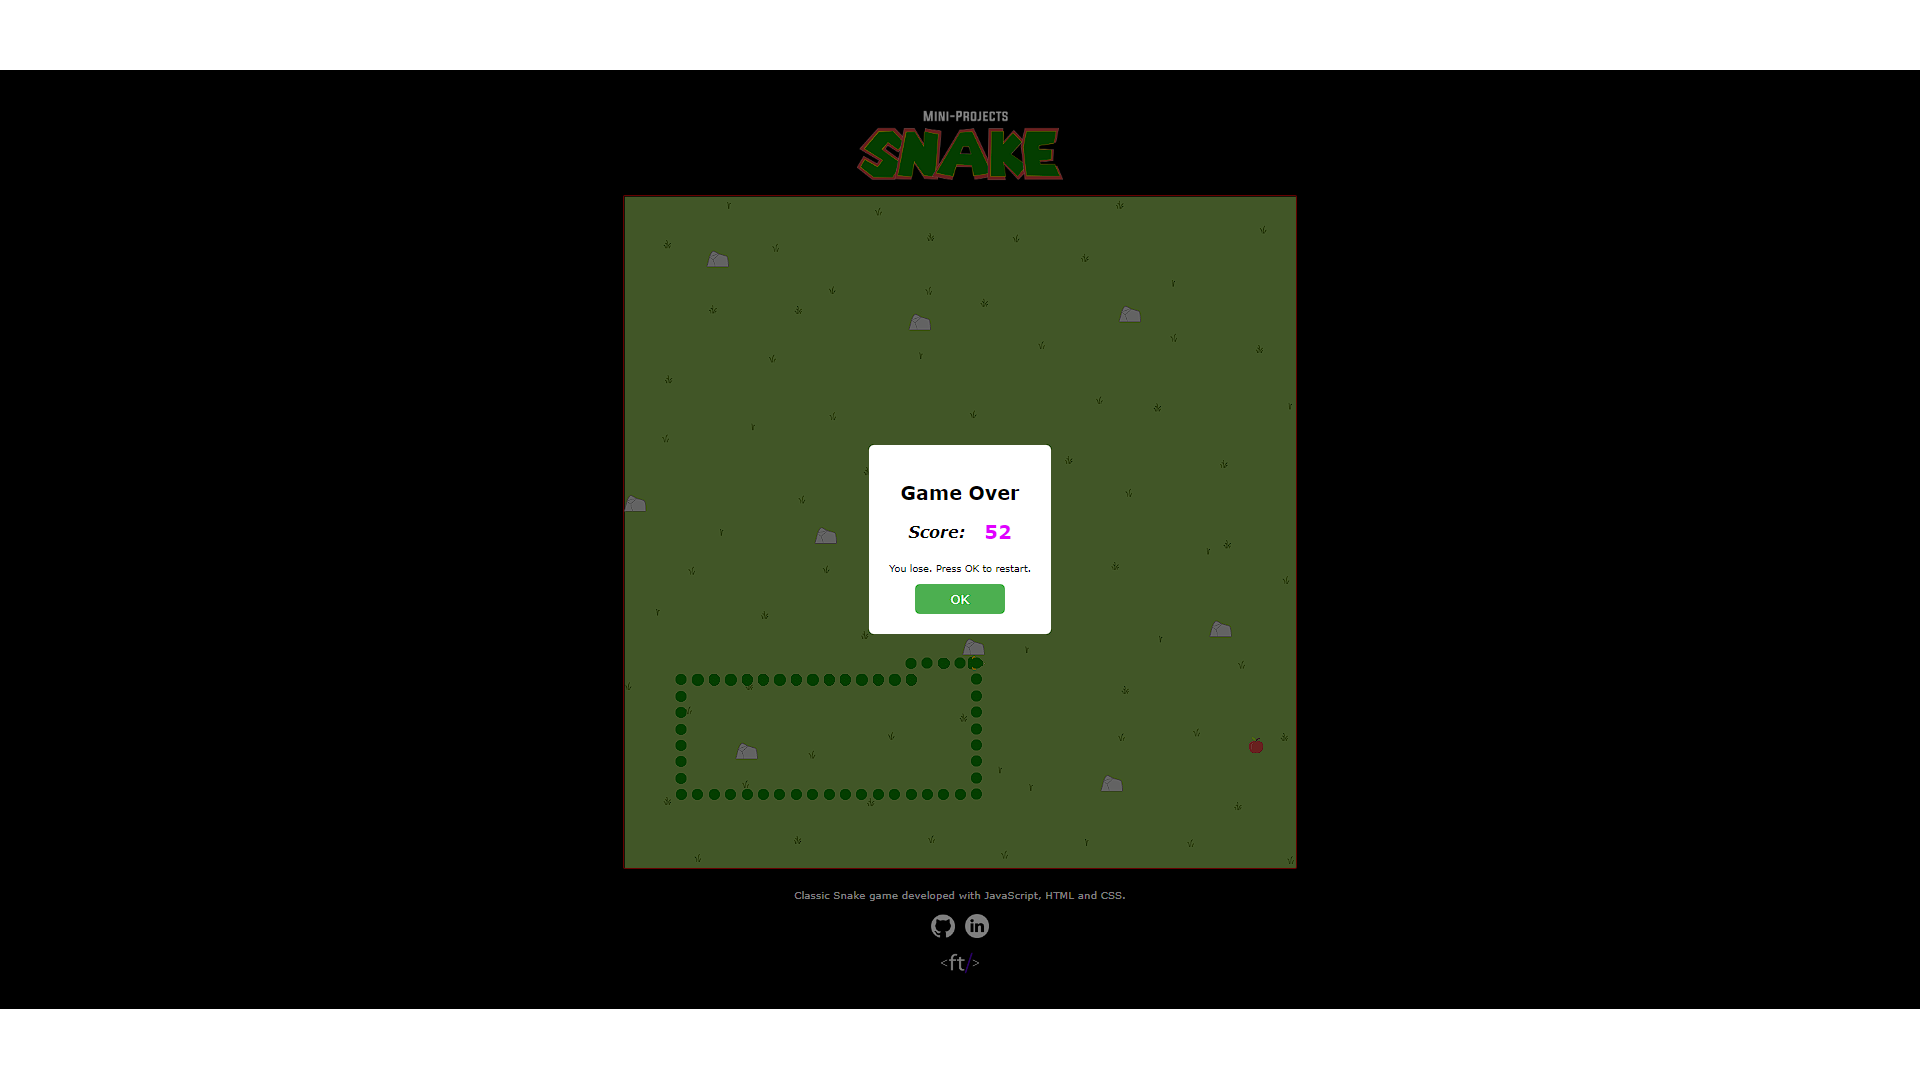 Mini-Projects
SNAKE
Game Over
Score: 52
You lose. Press OK to restart.
OK
Classic Snake game developed with JavaScript, HTML and CSS.
in
<ft/>